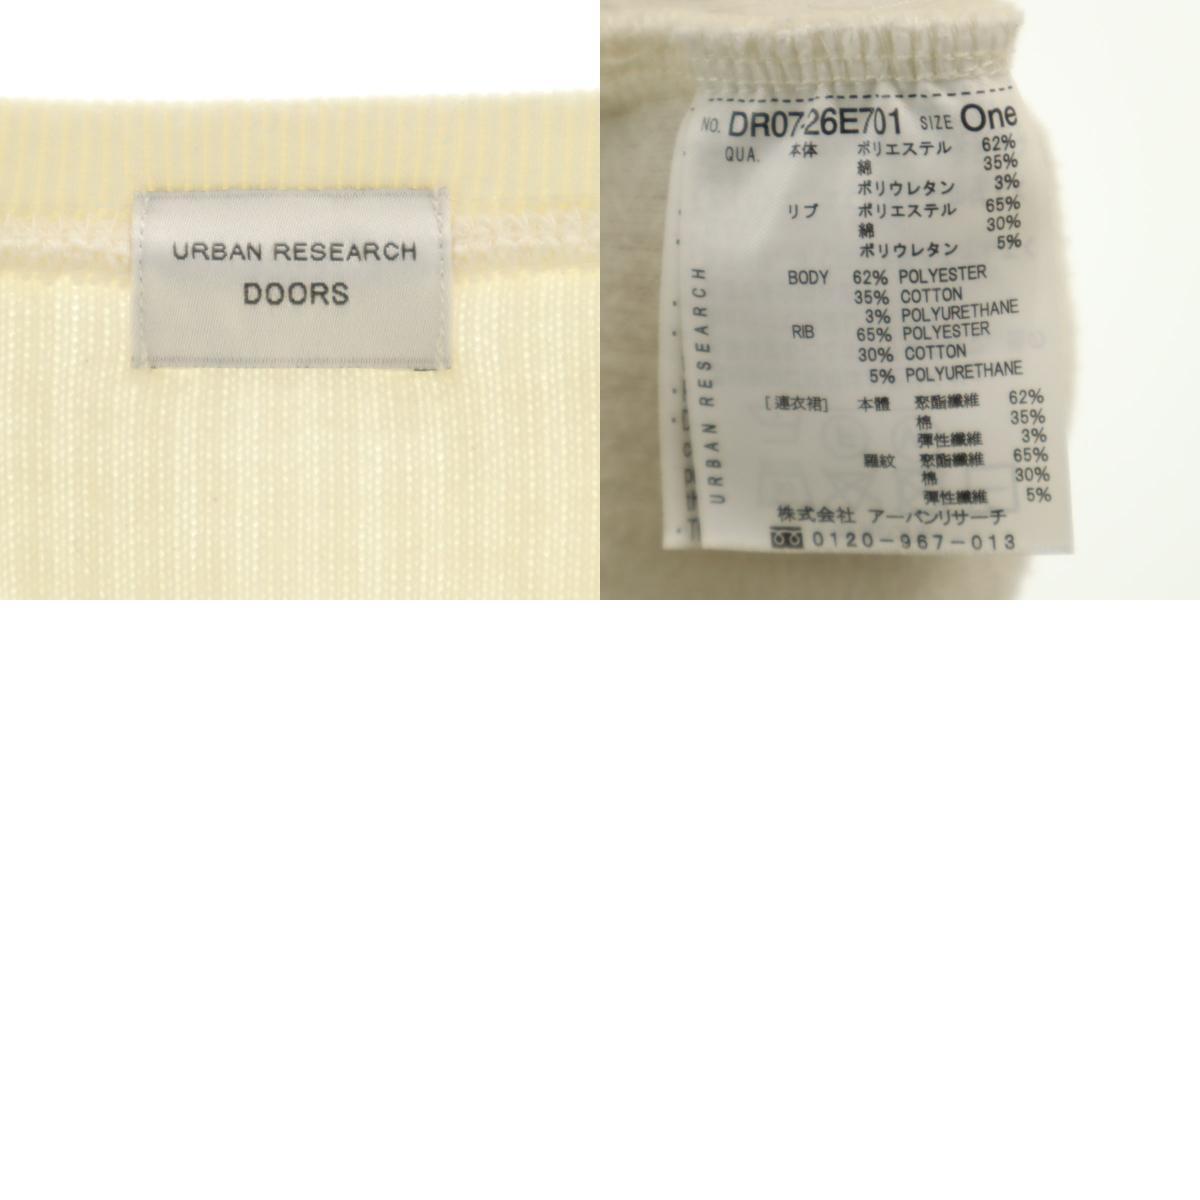 URBAN RESEARCH
DOORS
NO. DR07-26E701 SIZE One
QUA. 本体 ポリエステル 62%
綿 35%
ポリウレタン 3%
リブ ポリエステル 65%
綿 30%
ポリウレタン 5%
BODY 62% POLYESTER
35% COTTON
3% POLYURETHANE
RIB 65% POLYESTER
30% COTTON
5% POLYURETHANE
[連衣裙] 本體 聚酯纖維 62%
棉 35%
彈性纖維 3%
羅紋 聚酯纖維 65%
棉 30%
彈性纖維 5%
株式会社 アーバンリサーチ
0120-967-013
URBAN RESEARCH